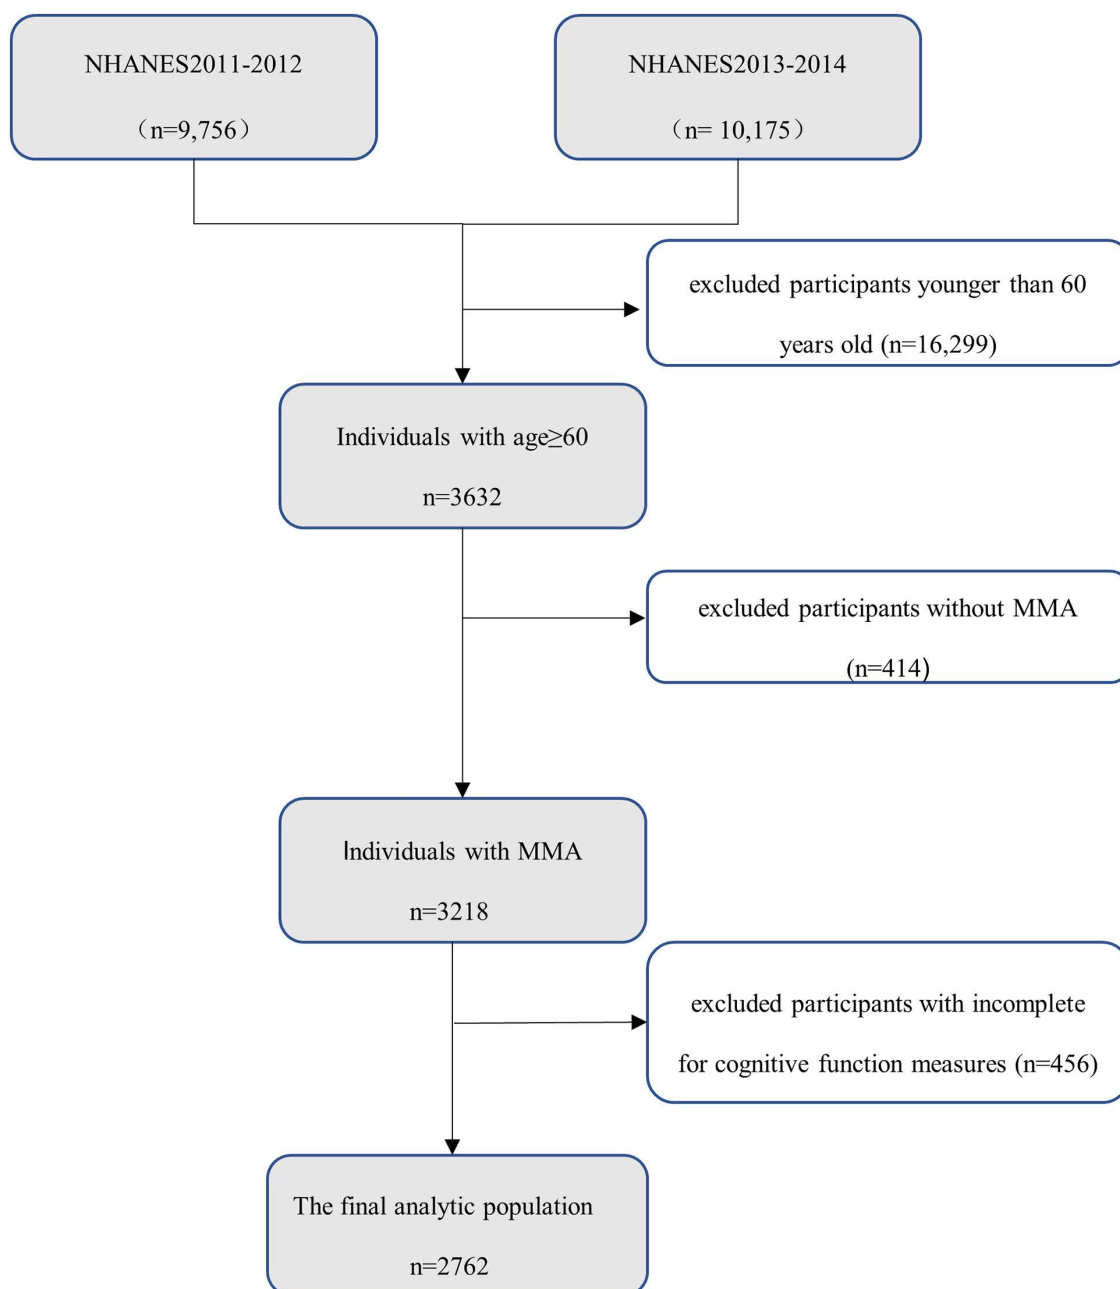 NHANES2011-2012
（n=9,756）
NHANES2013-2014
（n= 10,175）
excluded participants younger than 60
years old (n=16,299)
Individuals with age≥60
n=3632
excluded participants without MMA
(n=414)
Individuals with MMA
n=3218
excluded participants with incomplete
for cognitive function measures (n=456)
The final analytic population
n=2762